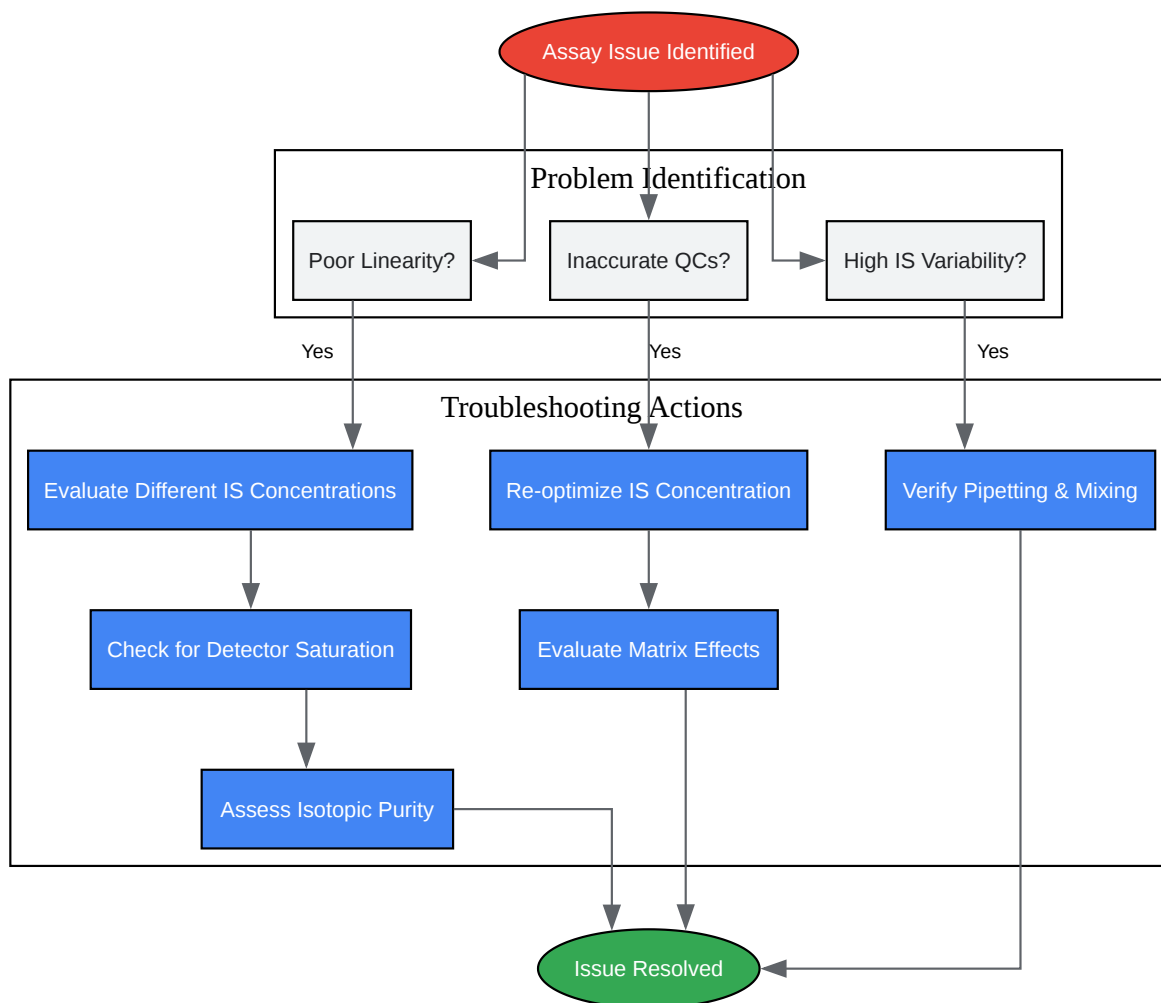 Assay Issue Identified
Problem Identification
Poor Linearity?
Inaccurate QCs?
High IS Variability?
Yes
Yes
Yes
Troubleshooting Actions
Evaluate Different IS Concentrations
Re-optimize IS Concentration
Verify Pipetting & Mixing
Check for Detector Saturation
Evaluate Matrix Effects
Assess Isotopic Purity
Issue Resolved